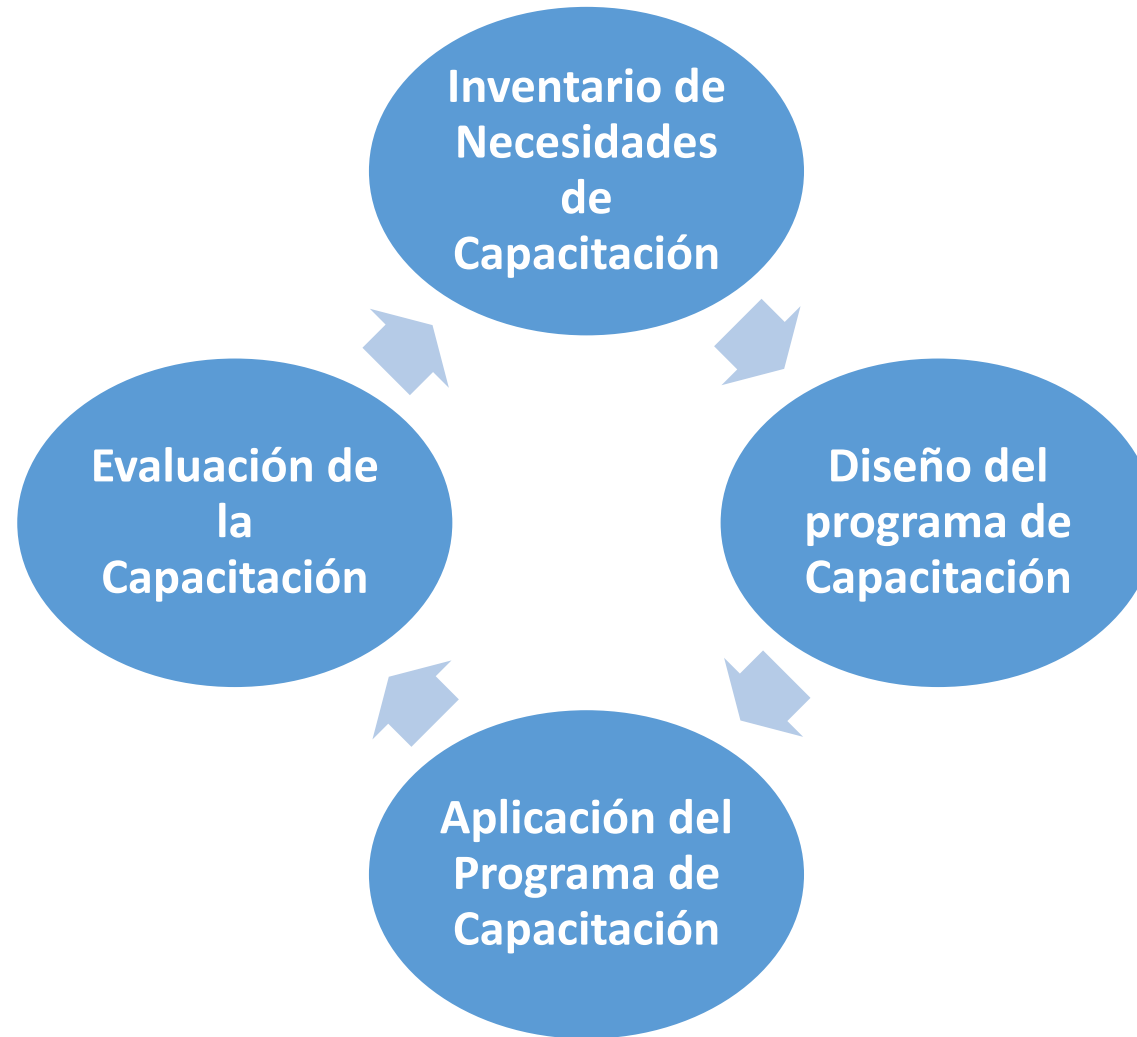 Inventario de
Necesidades
de
Capacitación
Diseño del
programa de
Capacitación
Aplicación del
Programa de
Capacitación
Evaluación de
la
Capacitación